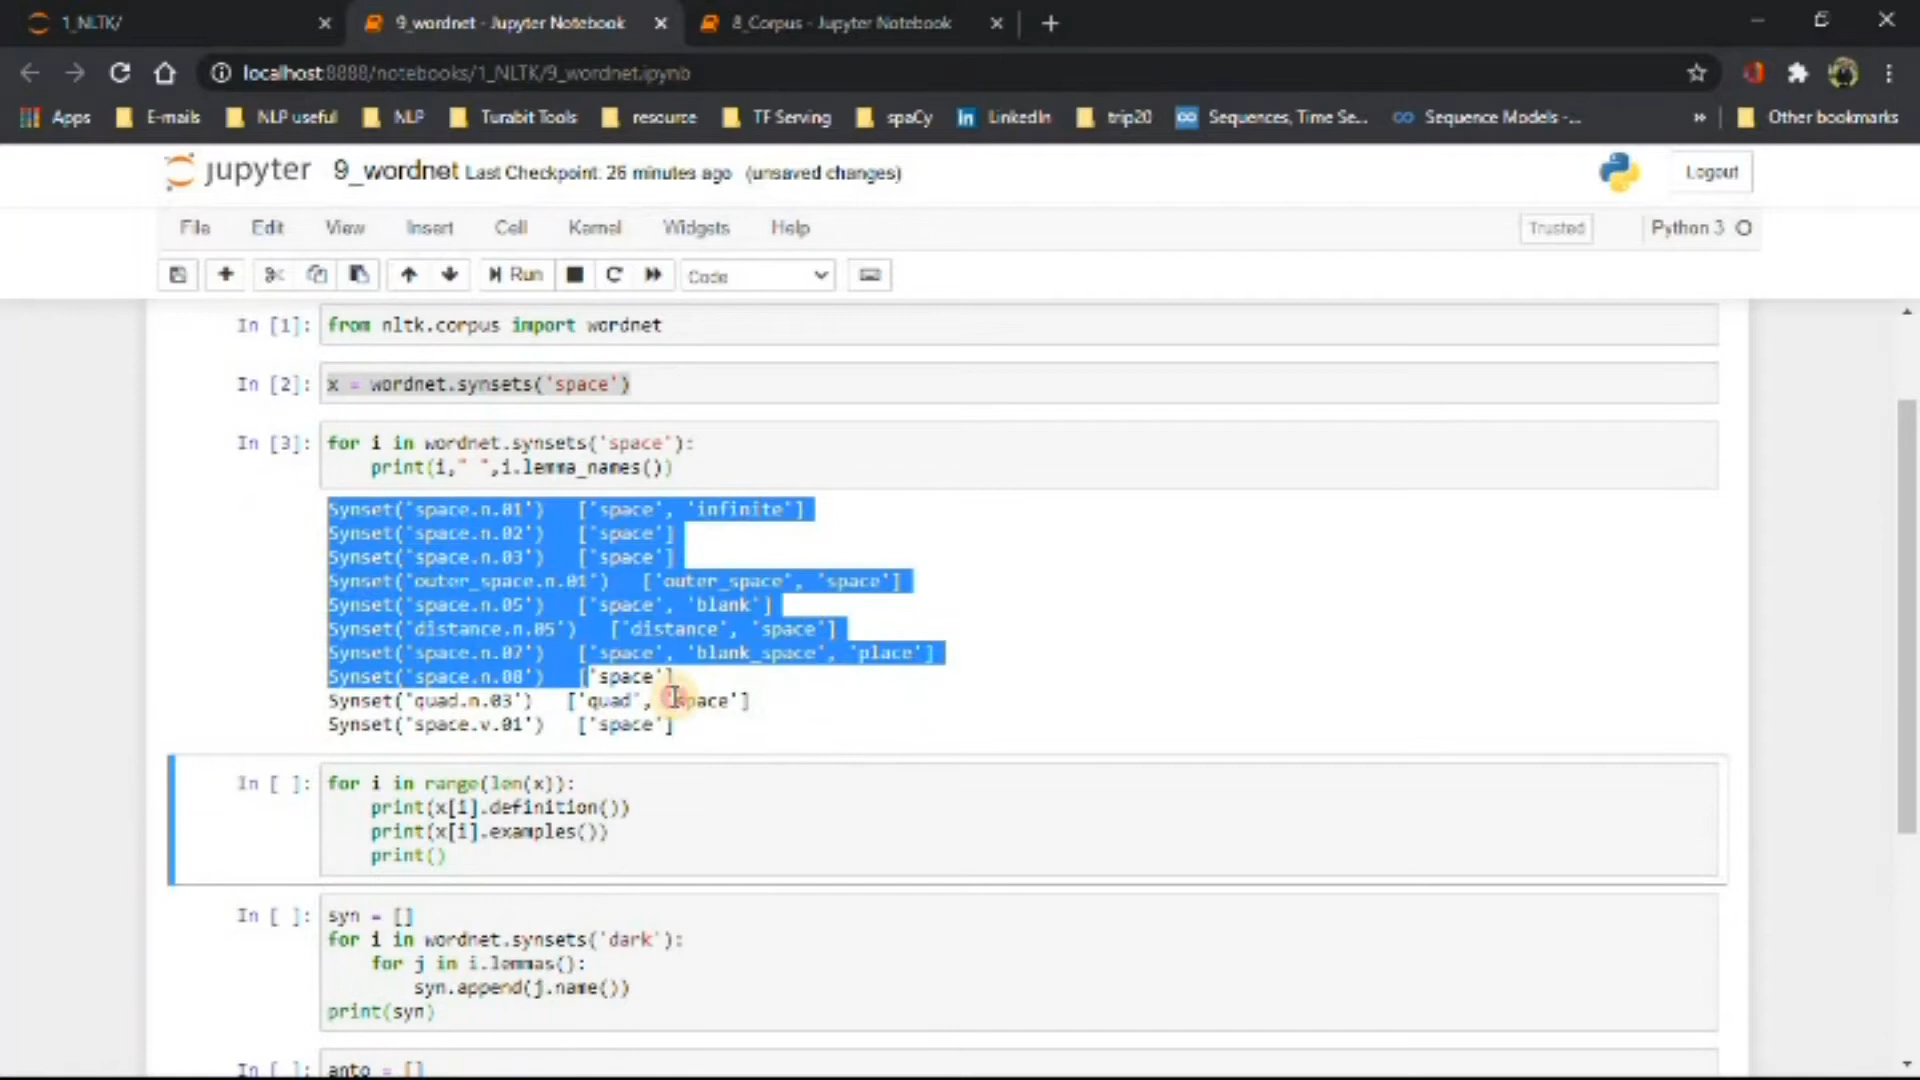 1_NLTK/
9_wordnet - Jupyter Notebook
8_Corpus - Jupyter Notebook
localhost:8888/notebooks/1_NLTK/9_wordnet.ipynb
Apps E-mails NLP useful NLP Turabit Tools resource TF Serving spaCy LinkedIn trip20 Sequences, Time Se... Sequence Models -... » Other bookmarks
jupyter 9_wordnet Last Checkpoint: 26 minutes ago (unsaved changes) Logout
File Edit View Insert Cell Kernel Widgets Help Trusted Python 3
Run Code
In [1]: from nltk.corpus import wordnet
In [2]: x = wordnet.synsets('space')
In [3]: for i in wordnet.synsets('space'):
print(i," ",i.lemma_names())
Synset('space.n.01') ['space', 'infinite']
Synset('space.n.02') ['space']
Synset('space.n.03') ['space']
Synset('outer_space.n.01') ['outer_space', 'space']
Synset('space.n.05') ['space', 'blank']
Synset('distance.n.05') ['distance', 'space']
Synset('space.n.07') ['space', 'blank_space', 'place']
Synset('space.n.08') ['space']
Synset('quad.n.03') ['quad', 'space']
Synset('space.v.01') ['space']
In [ ]: for i in range(len(x)):
print(x[i].definition())
print(x[i].examples())
print()
In [ ]: syn = []
for i in wordnet.synsets('dark'):
for j in i.lemmas():
syn.append(j.name())
print(syn)
In [ ]: anto = []